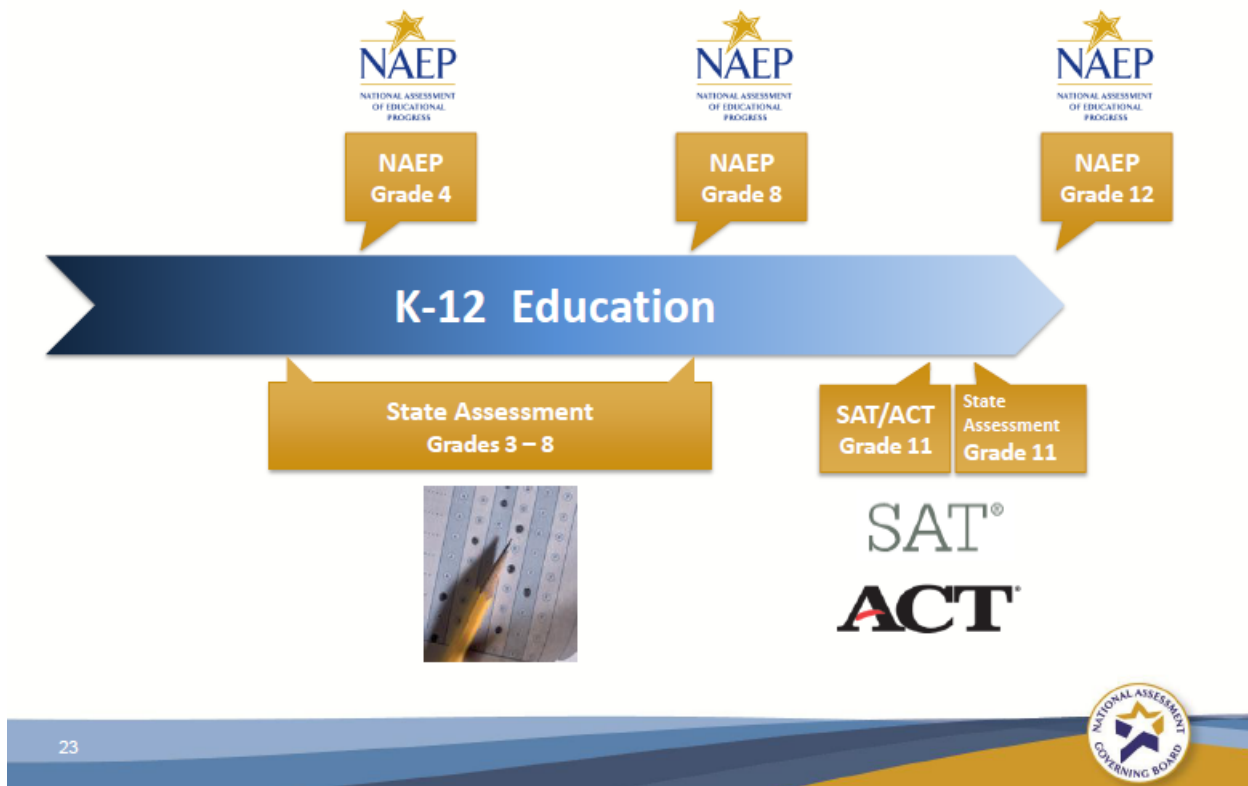 NAEP
NATIONAL ASSESSMENT
OF EDUCATIONAL
PROGRESS
NAEP
NATIONAL ASSESSMENT
OF EDUCATIONAL
PROGRESS
NAEP
NATIONAL ASSESSMENT
OF EDUCATIONAL
PROGRESS
NAEP
Grade 4
NAEP
Grade 8
NAEP
Grade 12
K-12 Education
State Assessment
Grades 3 – 8
SAT/ACT
Grade 11
State
Assessment
Grade 11
SAT®
ACT®
23
NATIONAL ASSESSMENT
GOVERNING BOARD